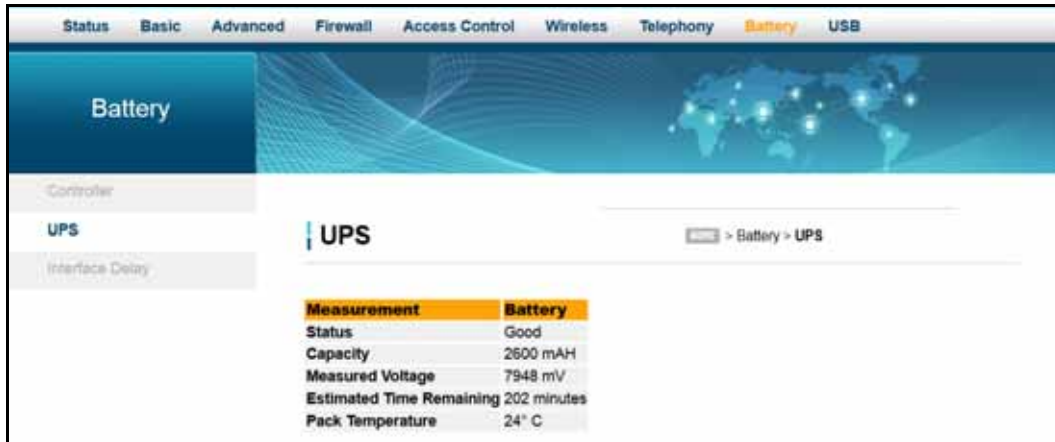 Status Basic Advanced Firewall Access Control Wireless Telephony Battery USB
Battery
Controller
UPS
Interface Delay
UPS
> Battery > UPS
Measurement Battery
Status Good
Capacity 2600 mAH
Measured Voltage 7948 mV
Estimated Time Remaining 202 minutes
Pack Temperature 24° C